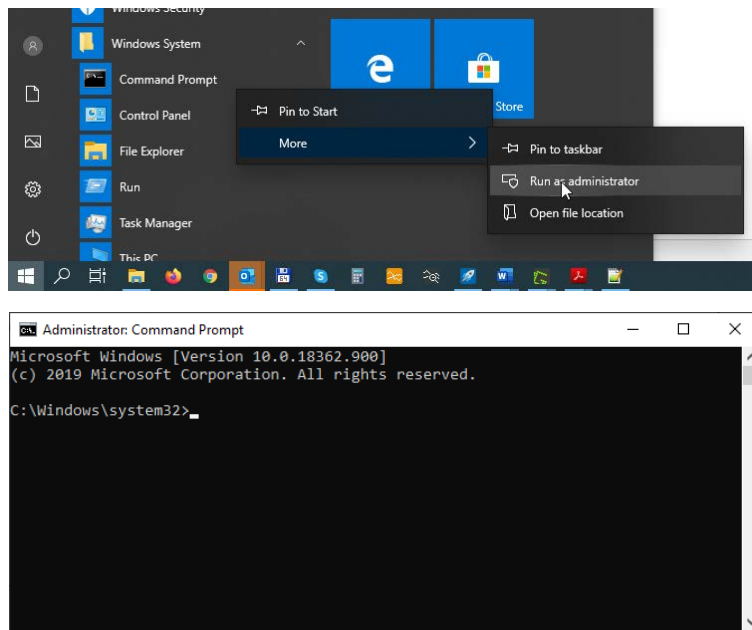 Windows Security
Windows System
Command Prompt
Control Panel
File Explorer
Run
Task Manager
This PC
Pin to Start
More
Store
Pin to taskbar
Run as administrator
Open file location
64
S
W
C:\.
Administrator: Command Prompt
Microsoft Windows [Version 10.0.18362.900]
(c) 2019 Microsoft Corporation. All rights reserved.
C:\Windows\system32>